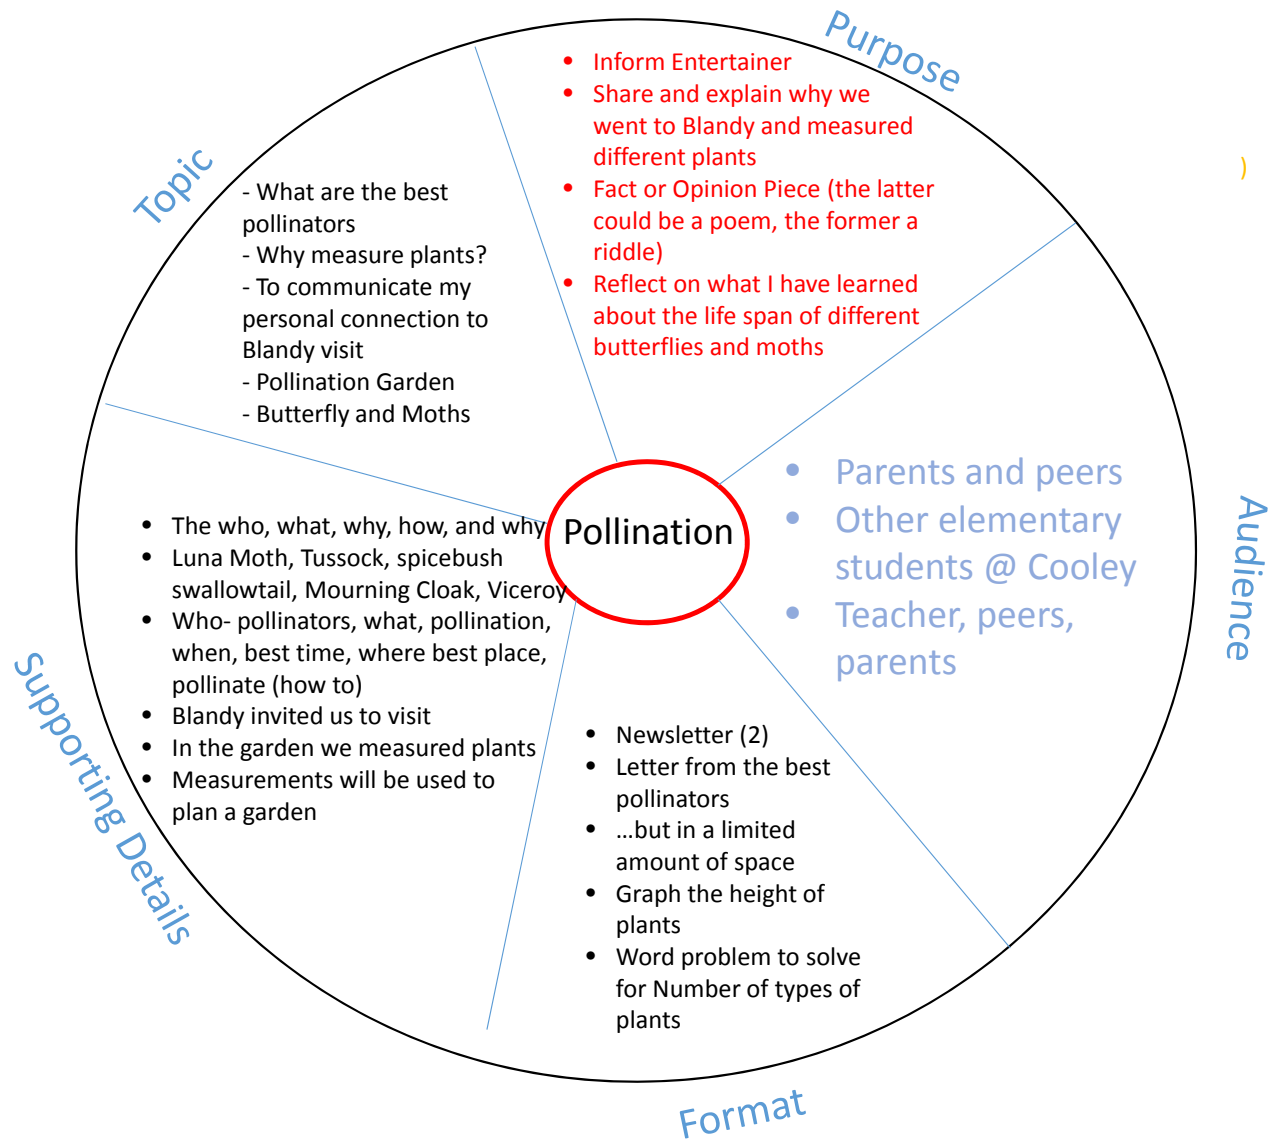 Purpose
• Inform Entertainer
• Share and explain why we
went to Blandy and measured
different plants
• Fact or Opinion Piece (the latter
could be a poem, the former a
riddle)
• Reflect on what I have learned
about the life span of different
butterflies and moths
)
Topic
- What are the best
pollinators
- Why measure plants?
- To communicate my
personal connection to
Blandy visit
- Pollination Garden
- Butterfly and Moths
Pollination
Audience
• Parents and peers
• Other elementary
students @ Cooley
• Teacher, peers,
parents
Supporting Details
• The who, what, why, how, and why
• Luna Moth, Tussock, spicebush
swallowtail, Mourning Cloak, Viceroy
• Who- pollinators, what, pollination,
when, best time, where best place,
pollinate (how to)
• Blandy invited us to visit
• In the garden we measured plants
• Measurements will be used to
plan a garden
• Newsletter (2)
• Letter from the best
pollinators
• …but in a limited
amount of space
• Graph the height of
plants
• Word problem to solve
for Number of types of
plants
Format